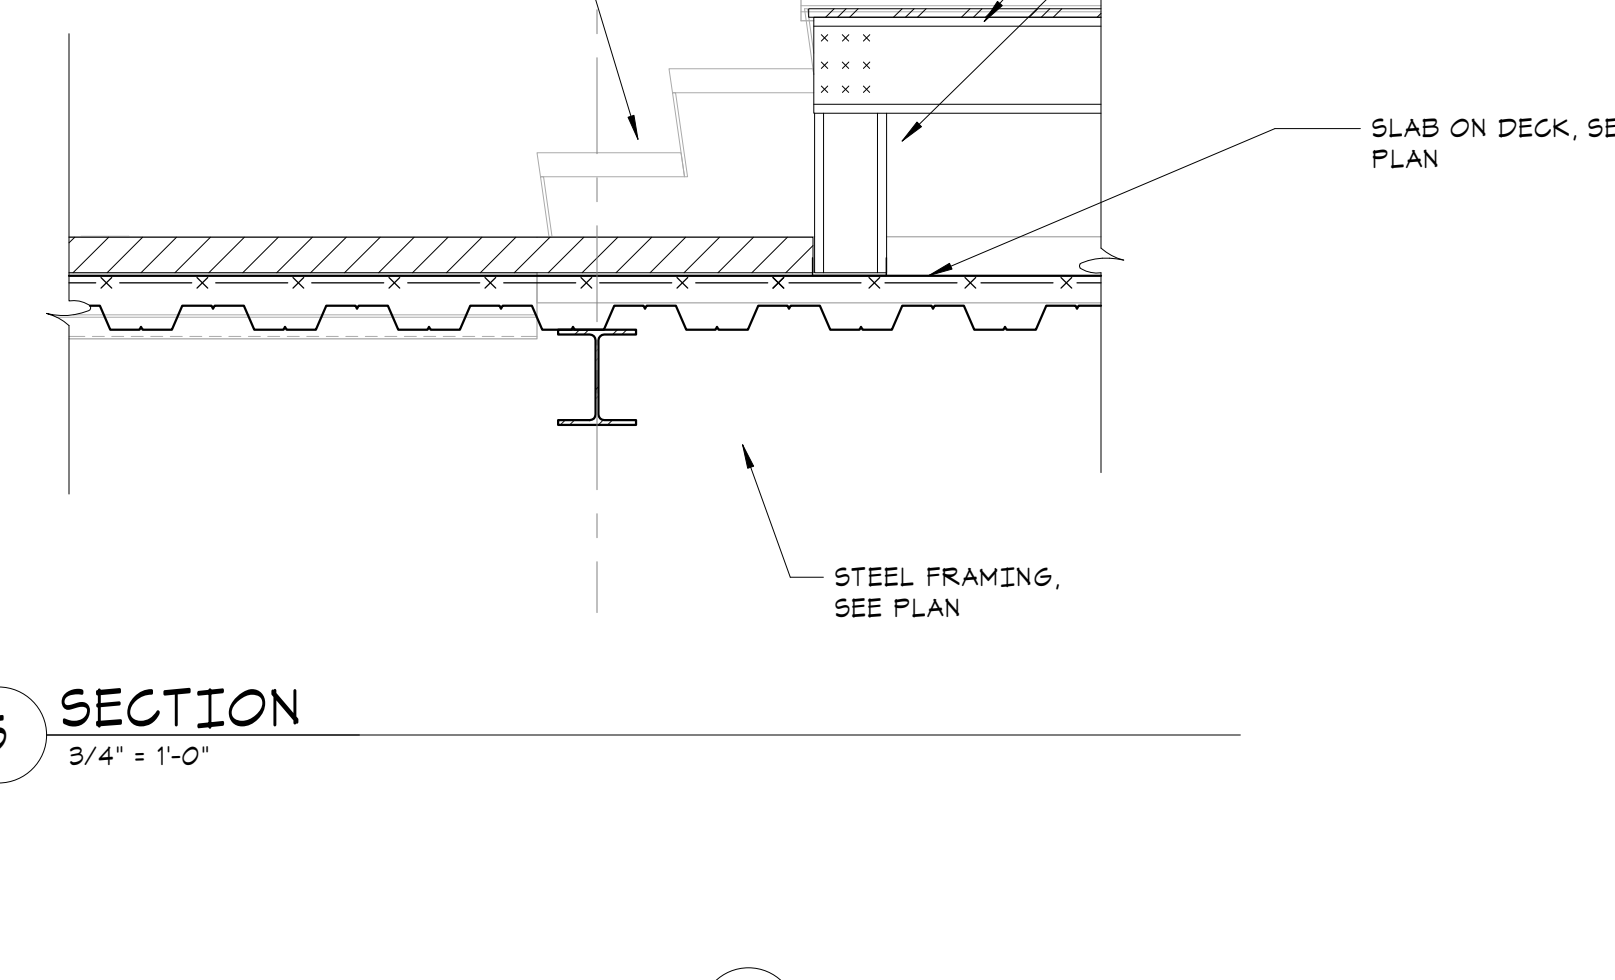 SLAB ON DECK, SE
PLAN
STEEL FRAMING,
SEE PLAN
SECTION
3/4" = 1'-0"